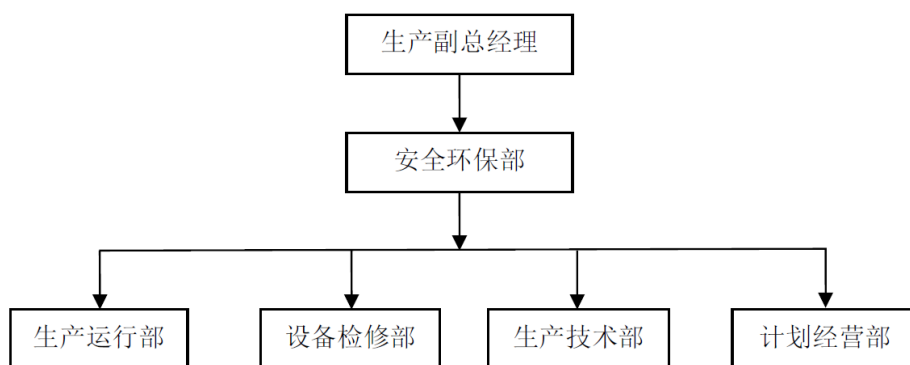 生产副总经理
安全环保部
生产运行部
设备检修部
生产技术部
计划经营部